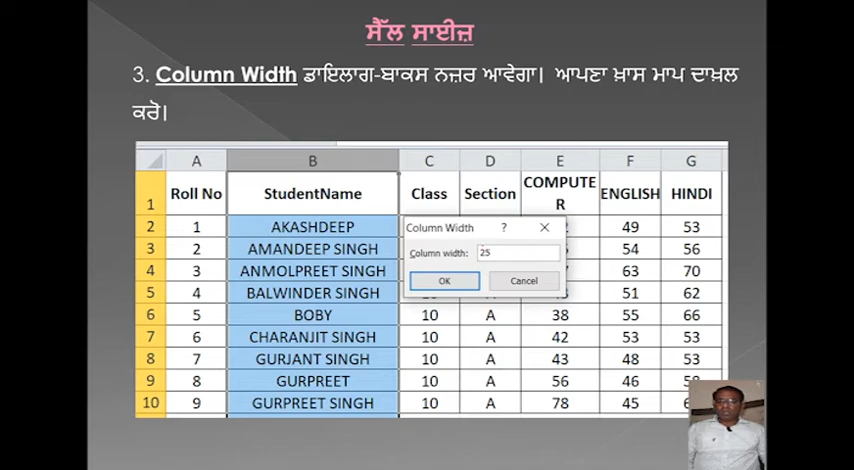 ਸੈੱਲ ਸਾਈਜ਼
3. Column Width ਡਾਇਲਾਗ-ਬਾਕਸ ਨਜ਼ਰ ਆਵੇਗਾ। ਆਪਣਾ ਖ਼ਾਸ ਮਾਪ ਦਾਖ਼ਲ
ਕਰੋ।
A B C D E F G
1 Roll No StudentName Class Section COMPUTE
R ENGLISH HINDI
2 1 AKASHDEEP 49 53
3 2 AMANDEEP SINGH 54 56
4 3 ANMOLPREET SINGH 63 70
5 4 BALWINDER SINGH 51 62
6 5 BOBY 10 A 38 55 66
7 6 CHARANJIT SINGH 10 A 42 53 53
8 7 GURJANT SINGH 10 A 43 48 53
9 8 GURPREET 10 A 56 46
10 9 GURPREET SINGH 10 A 78 45
Column Width ?
Column width: 25
OK Cancel